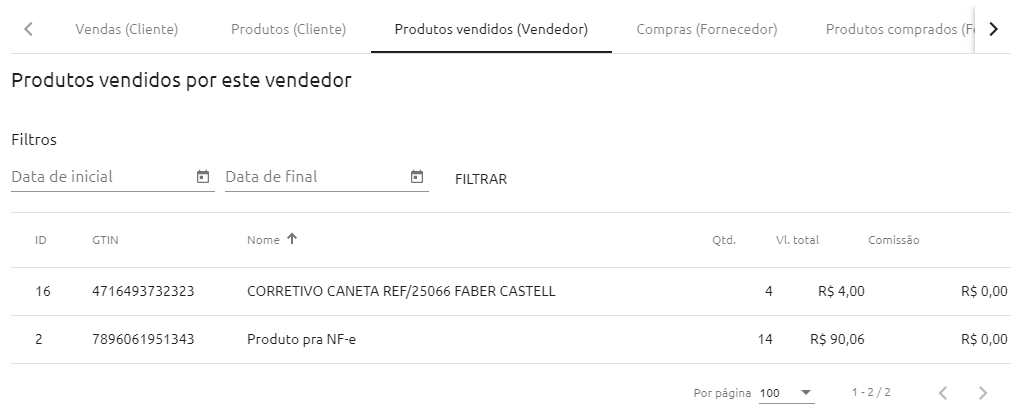 Vendas (Cliente) Produtos (Cliente) Produtos vendidos (Vendedor) Compras (Fornecedor) Produtos comprados (F
Produtos vendidos por este vendedor
Filtros
Data de inicial Data de final FILTRAR
ID GTIN Nome Qtd. Vl. total Comissão
16 4716493732323 CORRETIVO CANETA REF/25066 FABER CASTELL 4 R$ 4,00 R$ 0,00
2 7896061951343 Produto pra NF-e 14 R$ 90,06 R$ 0,00
Por página 100 1 - 2 / 2